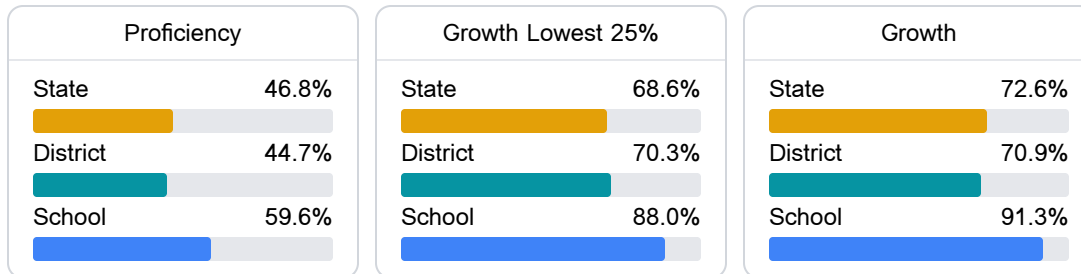 Proficiency
State 46.8%
District 44.7%
School 59.6%
Growth Lowest 25%
State 68.6%
District 70.3%
School 88.0%
Growth
State 72.6%
District 70.9%
School 91.3%